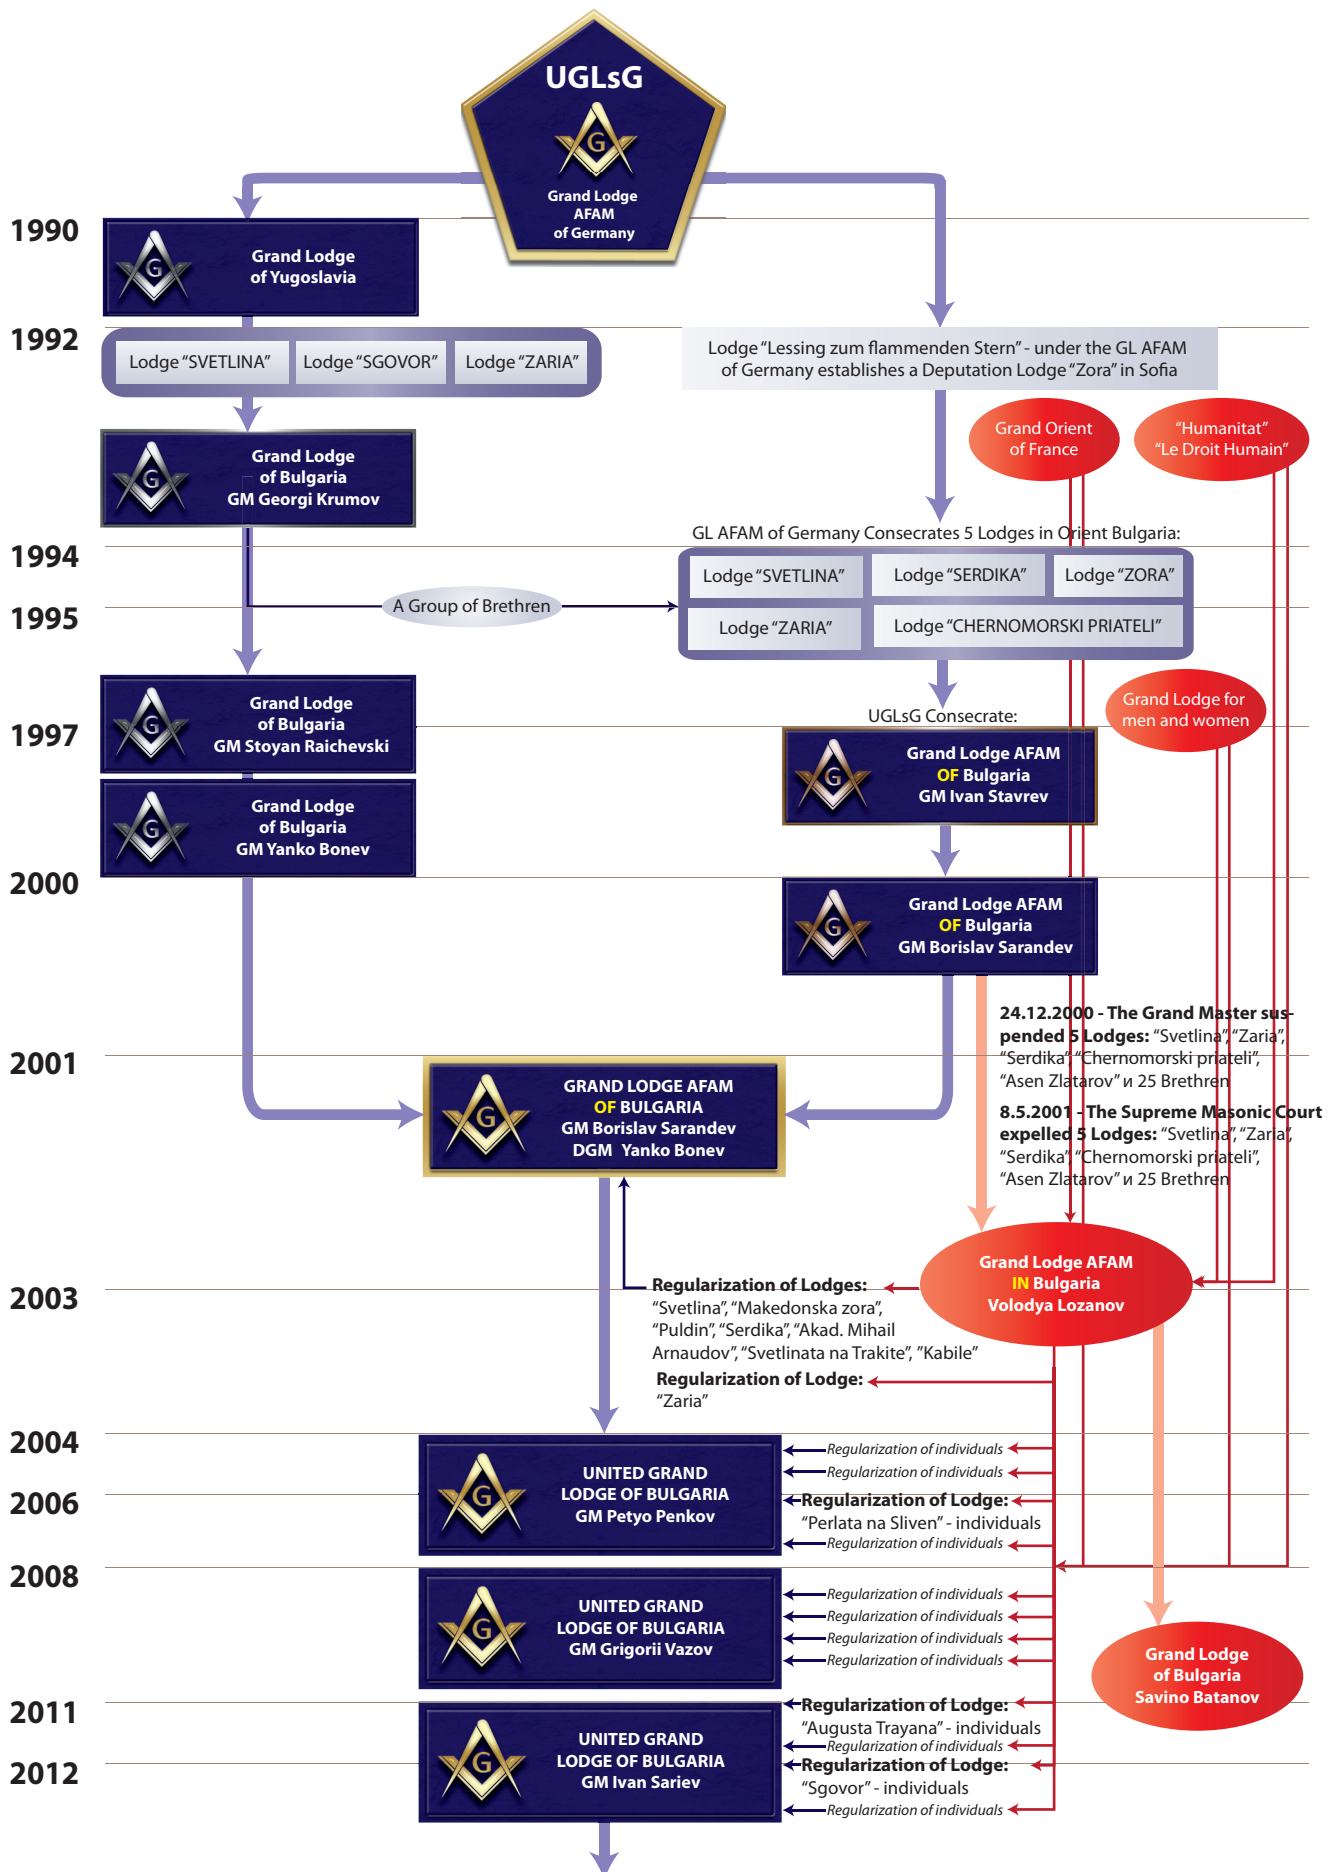 UGLsG
G
Grand Lodge
AFAM
of Germany
1990
G
Grand Lodge
of Yugoslavia
1992
Lodge “SVETLINA”
Lodge “SGOVOR”
Lodge “ZARIA”
Lodge “Lessing zum flammenden Stern” - under the GL AFAM
of Germany establishes a Deputation Lodge “Zora” in Sofia
Grand Orient
of France
“Humanitat”
“Le Droit Humain”
G
Grand Lodge
of Bulgaria
GM Georgi Krumov
GL AFAM of Germany Consecrates 5 Lodges in Orient Bulgaria:
1994
Lodge “SVETLINA”
Lodge “SERDIKA”
Lodge “ZORA”
A Group of Brethren
1995
Lodge “ZARIA”
Lodge “CHERNOMORSKI PRIATELI”
G
Grand Lodge
of Bulgaria
GM Stoyan Raichevski
Grand Lodge for
men and women
UGLsG Consecrate:
1997
G
Grand Lodge AFAM
OF Bulgaria
GM Ivan Stavrev
G
Grand Lodge
of Bulgaria
GM Yanko Bonev
2000
G
Grand Lodge AFAM
OF Bulgaria
GM Borislav Sarandev
24.12.2000 - The Grand Master sus-
pended 5 Lodges: “Svetlina”, “Zaria”,
“Serdika”, “Chernomorski priateli”,
“Asen Zlatarov” и 25 Brethren
8.5.2001 - The Supreme Masonic Court
expelled 5 Lodges: “Svetlina”, “Zaria”,
“Serdika”, “Chernomorski priateli”,
“Asen Zlatarov” и 25 Brethren
2001
G
GRAND LODGE AFAM
OF BULGARIA
GM Borislav Sarandev
DGM Yanko Bonev
Grand Lodge AFAM
IN Bulgaria
Volodya Lozanov
2003
Regularization of Lodges:
“Svetlina”, “Makedonska zora”,
“Puldin”, “Serdika”, “Akad. Mihail
Arnaudov”, “Svetlinata na Trakite”, ”Kabile”
Regularization of Lodge:
“Zaria”
2004
G
UNITED GRAND
LODGE OF BULGARIA
GM Petyo Penkov
Regularization of individuals
Regularization of individuals
2006
Regularization of Lodge:
“Perlata na Sliven” - individuals
Regularization of individuals
2008
G
UNITED GRAND
LODGE OF BULGARIA
GM Grigorii Vazov
Regularization of individuals
Regularization of individuals
Regularization of individuals
Regularization of individuals
Grand Lodge
of Bulgaria
Savino Batanov
2011
G
UNITED GRAND
LODGE OF BULGARIA
GM Ivan Sariev
Regularization of Lodge:
“Augusta Trayana” - individuals
Regularization of individuals
2012
Regularization of Lodge:
“Sgovor” - individuals
Regularization of individuals